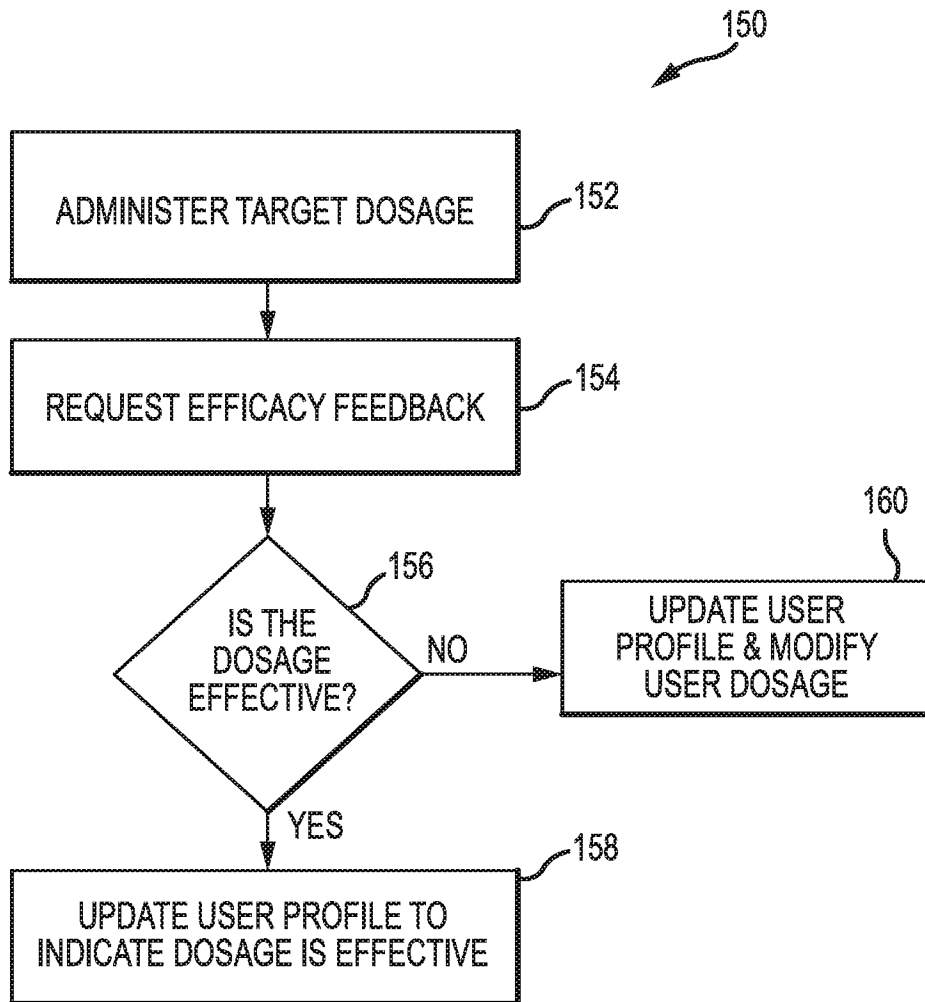 150
ADMINISTER TARGET DOSAGE
152
REQUEST EFFICACY FEEDBACK
154
IS THE
DOSAGE
EFFECTIVE?
156
NO
UPDATE USER
PROFILE & MODIFY
USER DOSAGE
160
YES
UPDATE USER PROFILE TO
INDICATE DOSAGE IS EFFECTIVE
158